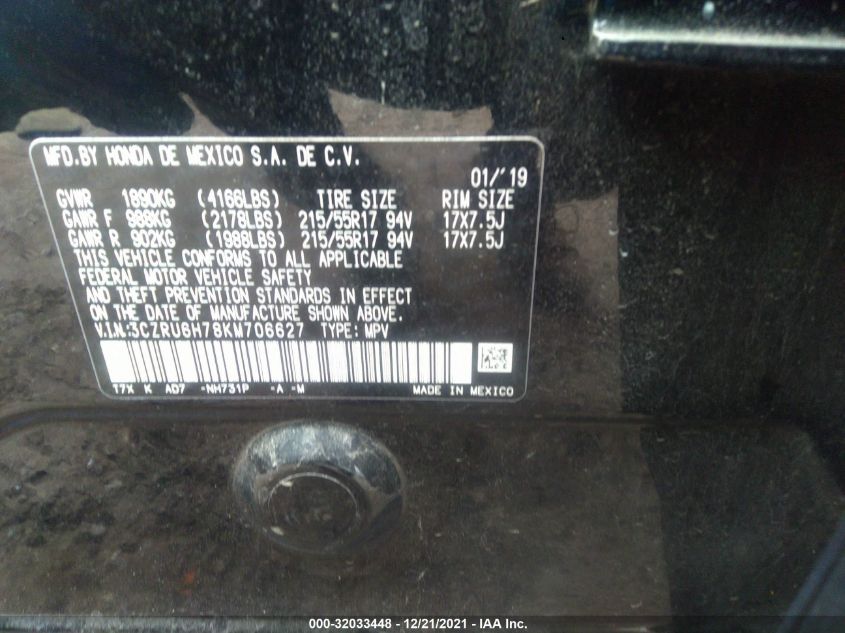 MFD.BY HONDA DE MEXICO S.A. DE C.V.
01/'19
GVWR 1890KG (4166LBS) TIRE SIZE RIM SIZE
GAWR F 988KG (2178LBS) 215/55R17 94V 17X7.5J
GAWR R 902KG (1988LBS) 215/55R17 94V 17X7.5J
THIS VEHICLE CONFORMS TO ALL APPLICABLE
FEDERAL MOTOR VEHICLE SAFETY
AND THEFT PREVENTION STANDARDS IN EFFECT
ON THE DATE OF MANUFACTURE SHOWN ABOVE.
V.I.N:3CZRU6H78KM706627 TYPE: MPV
T7X K AD7 -NH731P -A -M MADE IN MEXICO
000-32033448 - 12/21/2021 - IAA Inc.